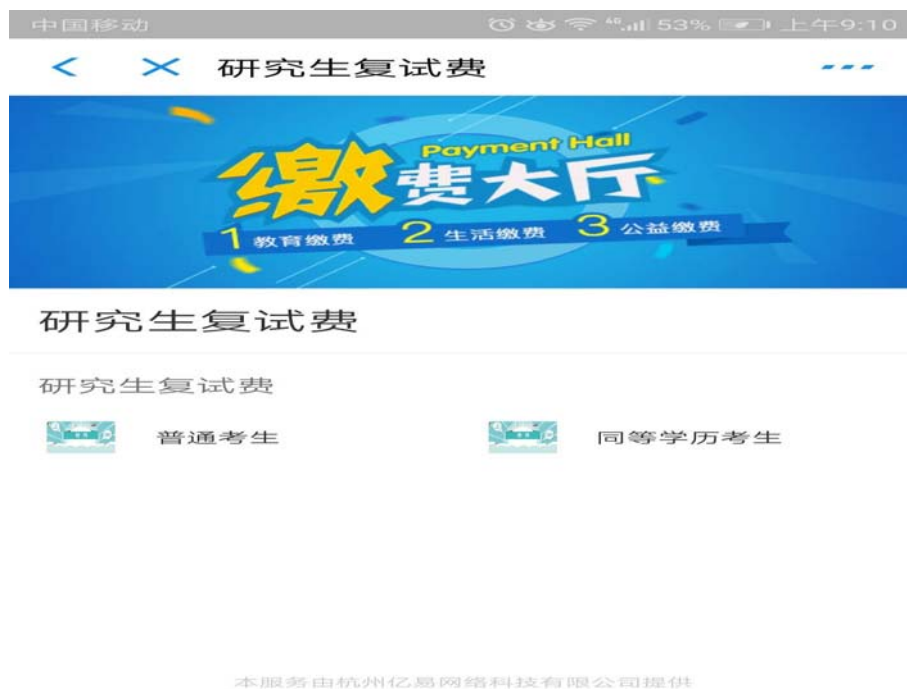 中国移动 46 53% 上午9:10
研究生复试费
Payment Hall
缴费大厅
1 教育缴费 2 生活缴费 3 公益缴费
研究生复试费
研究生复试费
普通考生 同等学历考生
本服务由杭州亿易网络科技有限公司提供